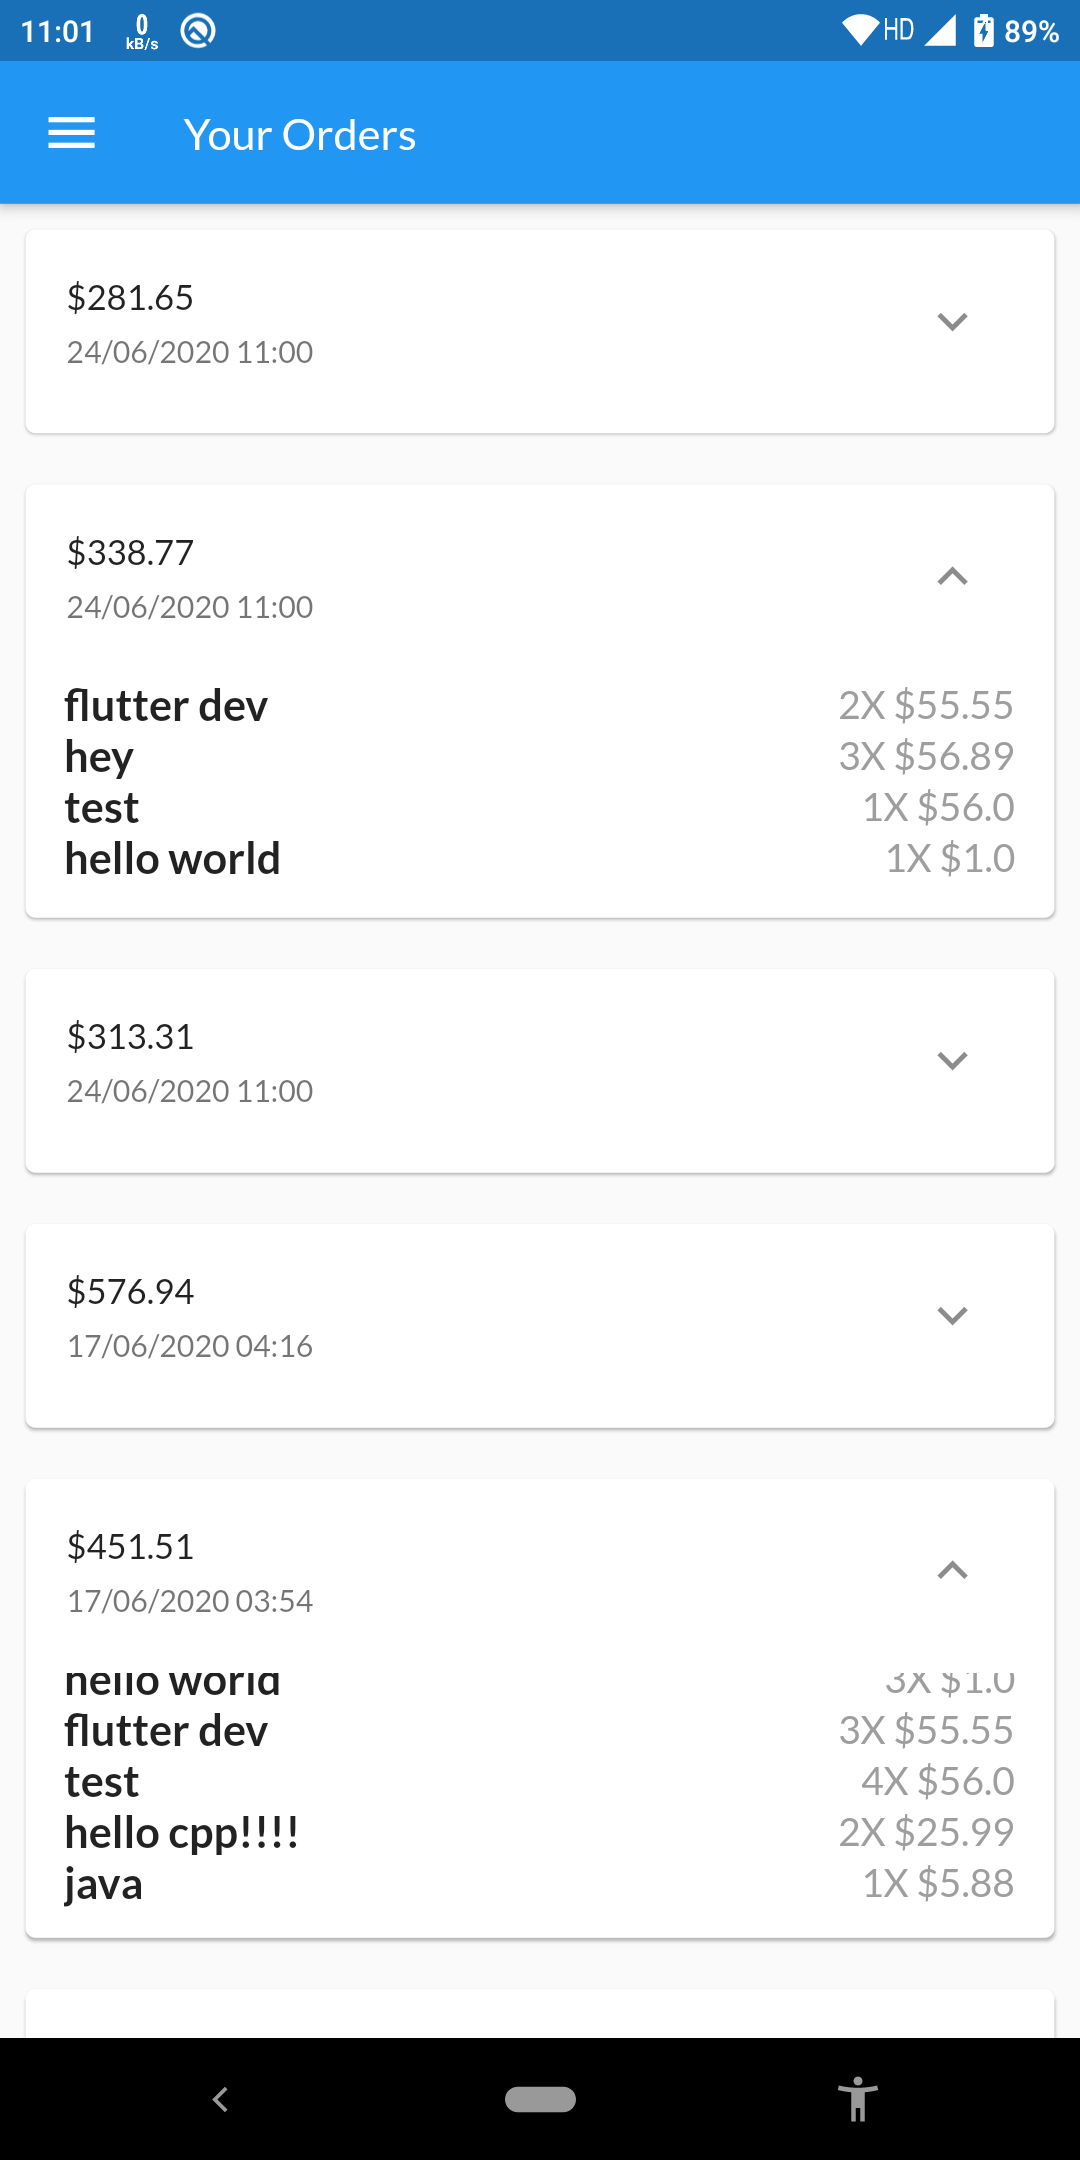 11:01 0 kB/s HD 89%
Your Orders
$281.65
24/06/2020 11:00
$338.77
24/06/2020 11:00
flutter dev 2X $55.55
hey 3X $56.89
test 1X $56.0
hello world 1X $1.0
$313.31
24/06/2020 11:00
$576.94
17/06/2020 04:16
$451.51
17/06/2020 03:54
hello world 3X $1.0
flutter dev 3X $55.55
test 4X $56.0
hello cpp!!!! 2X $25.99
java 1X $5.88